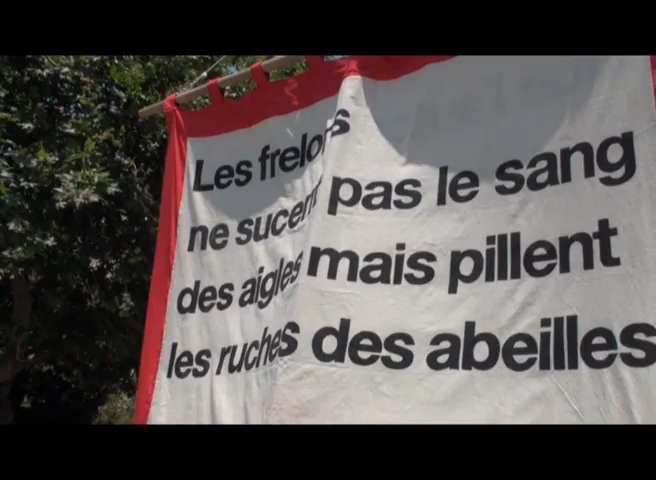 Les frelons
ne sucent pas le sang
des aigles mais pillent
les ruches des abeilles